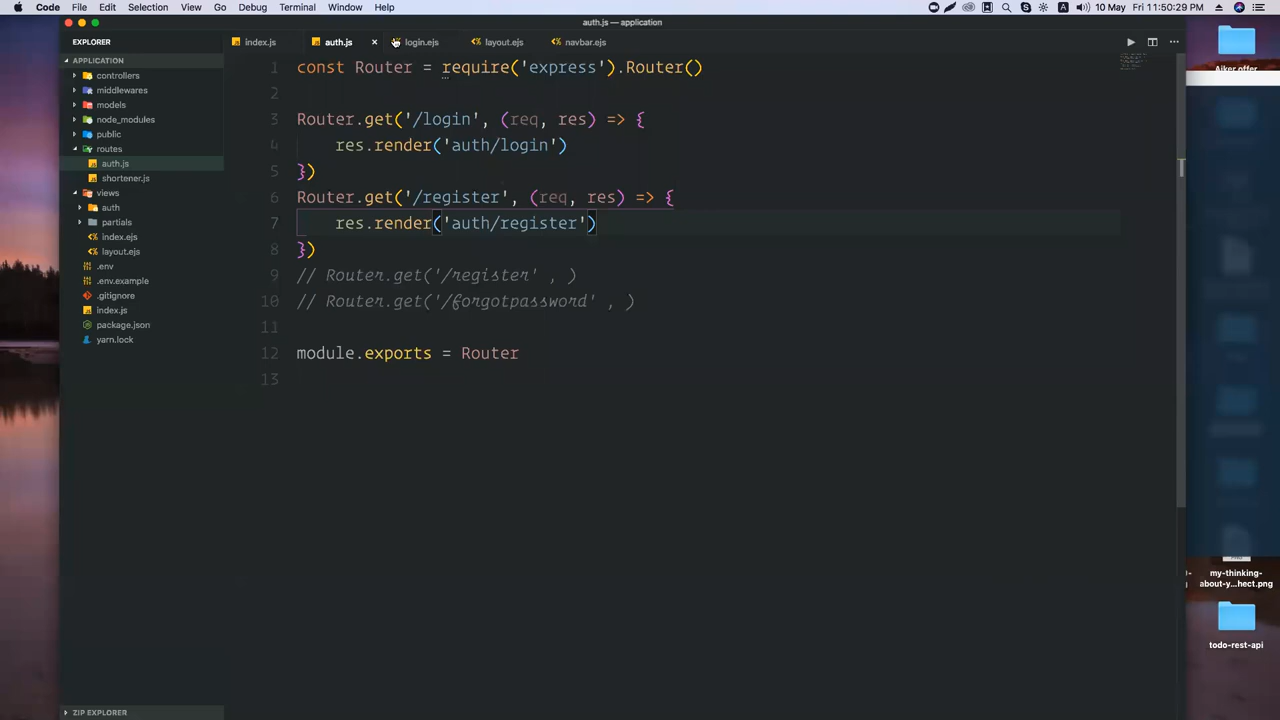 Code File Edit Selection View Go Debug Terminal Window Help
A 10 May Fri 11:50:29 PM
auth.js — application
EXPLORER
index.js auth.js login.ejs layout.ejs navbar.ejs
APPLICATION
controllers
middlewares
models
node_modules
public
routes
auth.js
shortener.js
views
auth
partials
index.ejs
layout.ejs
.env
.env.example
.gitignore
index.js
package.json
yarn.lock
ZIP EXPLORER
1 const Router = require('express').Router()
2
3 Router.get('/login', (req, res) => {
4 res.render('auth/login')
5 })
6 Router.get('/register', (req, res) => {
7 res.render('auth/register')
8 })
9 // Router.get('/register' , )
10 // Router.get('/forgotpassword' , )
11
12 module.exports = Router
13
Aiker offer
my-thinking-
about-y...hect.png
todo-rest-api